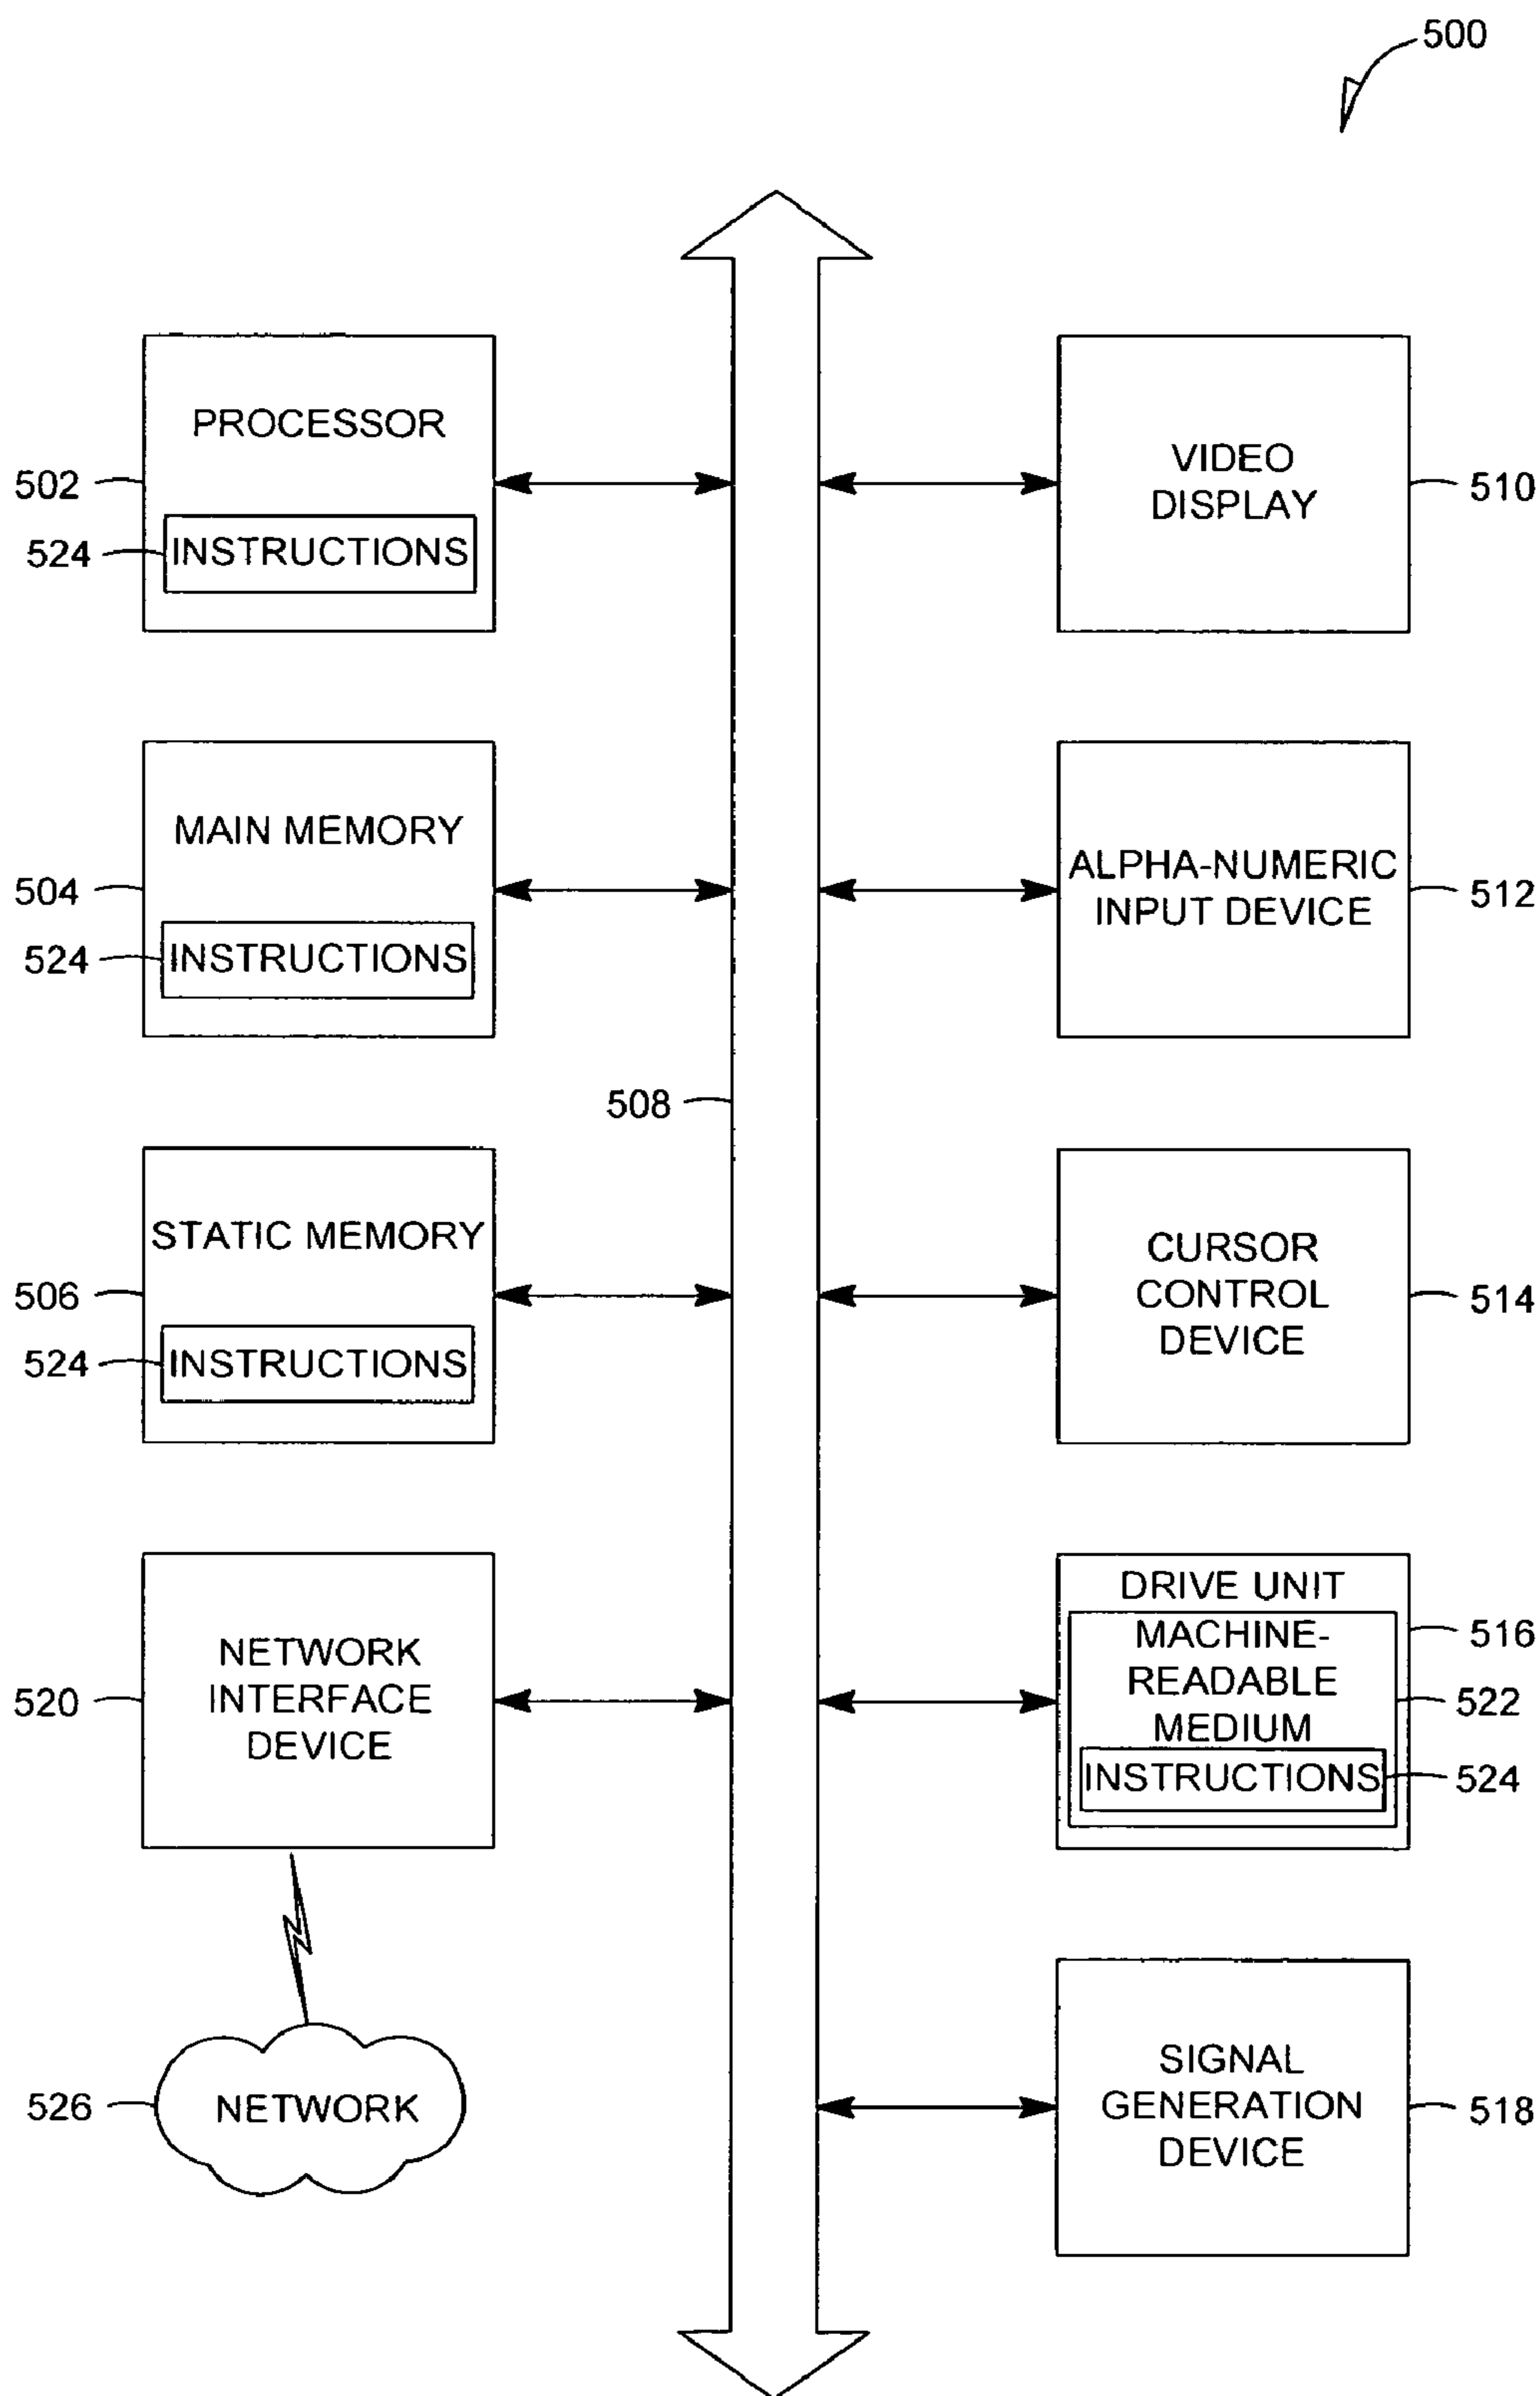 500
PROCESSOR
502
524
INSTRUCTIONS
VIDEO
DISPLAY
510
MAIN MEMORY
504
524
INSTRUCTIONS
ALPHA-NUMERIC
INPUT DEVICE
512
508
STATIC MEMORY
506
524
INSTRUCTIONS
CURSOR
CONTROL
DEVICE
514
NETWORK
INTERFACE
DEVICE
520
DRIVE UNIT
516
MACHINE-
READABLE
MEDIUM
522
INSTRUCTIONS
524
526
NETWORK
SIGNAL
GENERATION
DEVICE
518